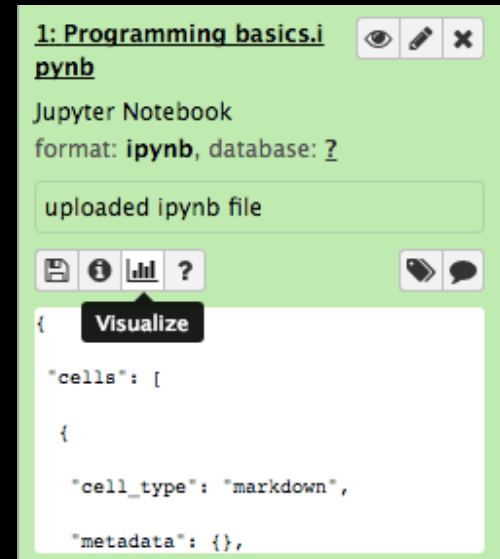 1: Programming basics.i
pynb
Jupyter Notebook
format: ipynb, database: ?
uploaded ipynb file
?
Visualize
{
"cells": [
{
"cell_type": "markdown",
"metadata": {},